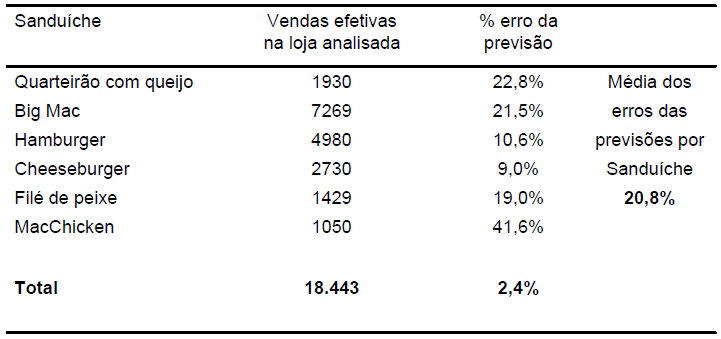 Sanduíche Vendas efetivas na loja analisada % erro da previsão
Quarteirão com queijo 1930 22,8% Média dos
Big Mac 7269 21,5% erros das
Hamburger 4980 10,6% previsões por
Cheeseburger 2730 9,0% Sanduíche
Filé de peixe 1429 19,0% 20,8%
MacChicken 1050 41,6%
Total 18.443 2,4%